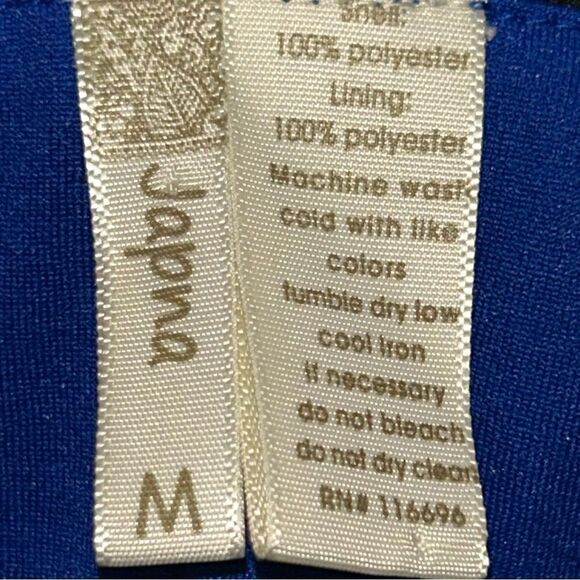 Japna
M
Shell:
100% polyester
Lining:
100% polyester
Machine wash
cold with like
colors
tumble dry low
cool iron
if necessary
do not bleach
do not dry clean
RN# 116696